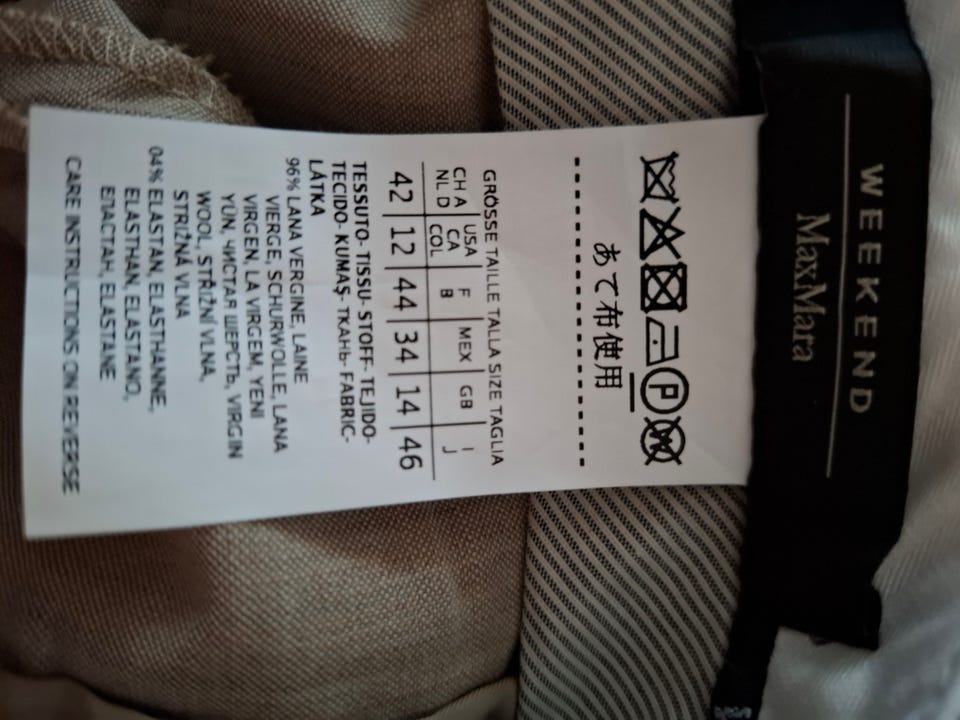 WEEKEND
MaxMara
P W
あて布使用
GRÖSSE TAILLE TALLA SIZE TAGLIA
CH A USA F MEX GB I
NL D CA B J
COL
42 12 44 34 14 46
TESSUTO- TISSU- STOFF- TEJIDO-
TECIDO- KUMAŞ- ТКАНЬ- FABRIC-
LÁTKA
96% LANA VERGINE, LAINE
VIERGE, SCHURWOLLE, LANA
VIRGEN, LA VIRGEM, YENI
YÜN, ЧИСТАЯ ШЕРСТЬ, VIRGIN
WOOL, STŘIŽNÍ VLNA,
STRIŽNÁ VLNA
04% ELASTAN, ELASTHANNE,
ELASTHAN, ELASTANO,
ЕПАСТАН, ELASTANE
CARE INSTRUCTIONS ON REVERSE